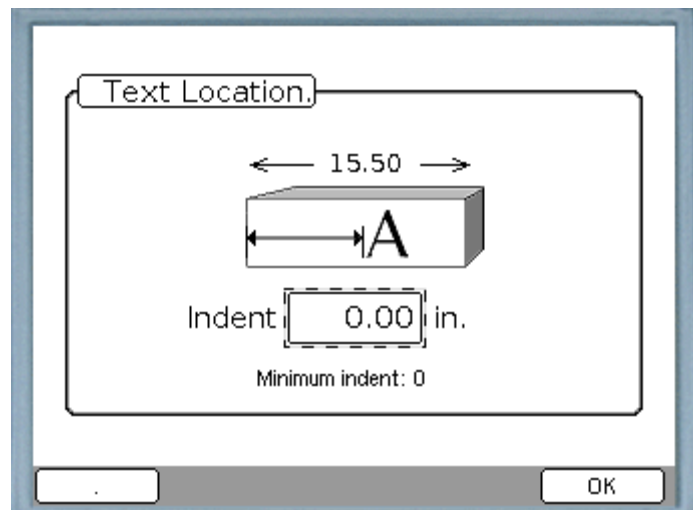 Text Location.
15.50
A
Indent 0.00 in.
Minimum indent: 0
. OK